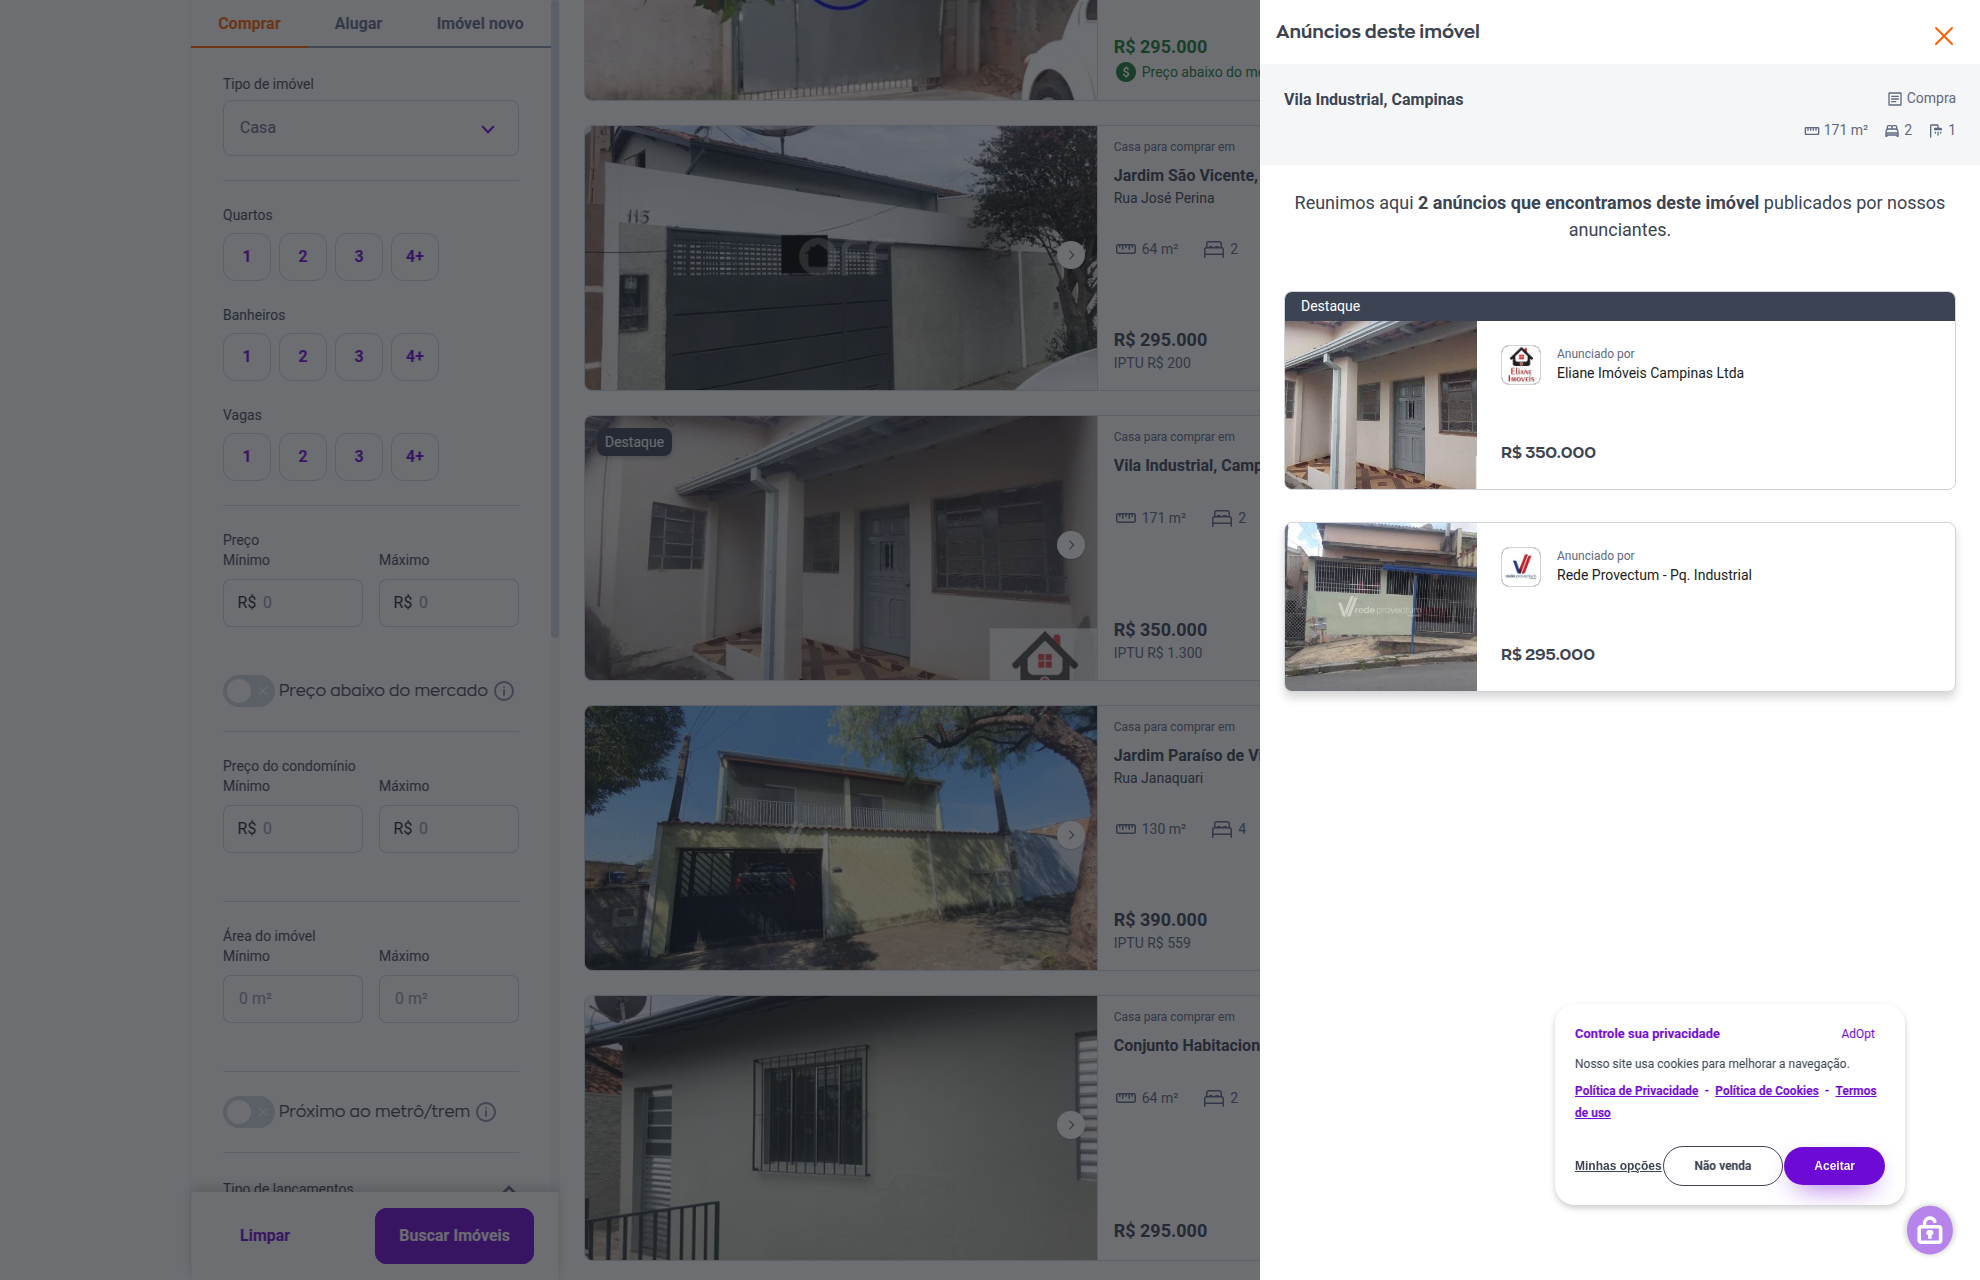 Comprar
Alugar
Imóvel novo
Tipo de imóvel
Casa
Quartos
1 2 3 4+
Banheiros
1 2 3 4+
Vagas
1 2 3 4+
Preço
Mínimo Máximo
R$ 0 R$ 0
Preço abaixo do mercado
Preço do condomínio
Mínimo Máximo
R$ 0 R$ 0
Área do imóvel
Mínimo Máximo
0 m² 0 m²
Próximo ao metrô/trem
Tipo de lançamentos
Limpar
Buscar Imóveis
R$ 295.000
Preço abaixo do
Casa para comprar em
Jardim São Vicente,
Rua José Perina
64 m² 2
R$ 295.000
IPTU R$ 200
115
Destaque
Casa para comprar em
Vila Industrial,
171 m² 2
R$ 350.000
IPTU R$ 1.300
Casa para comprar em
Jardim Paraíso de
Rua Janaquari
130 m² 4
R$ 390.000
IPTU R$ 559
Casa para comprar em
Conjunto
64 m² 2
R$ 295.000
Anúncios deste imóvel
Vila Industrial, Campinas
Compra
171 m² 2 1
Reunimos aqui 2 anúncios que encontramos deste imóvel publicados por nossos
anunciantes.
Destaque
Eliane
Imóveis
Anunciado por
Eliane Imóveis Campinas Ltda
R$ 350.000
rede provectum
Anunciado por
Rede Provectum - Pq. Industrial
R$ 295.000
Controle sua privacidade
AdOpt
Nosso site usa cookies para melhorar a navegação.
Política de Privacidade - Política de Cookies - Termos
de uso
Minhas opções
Não venda
Aceitar